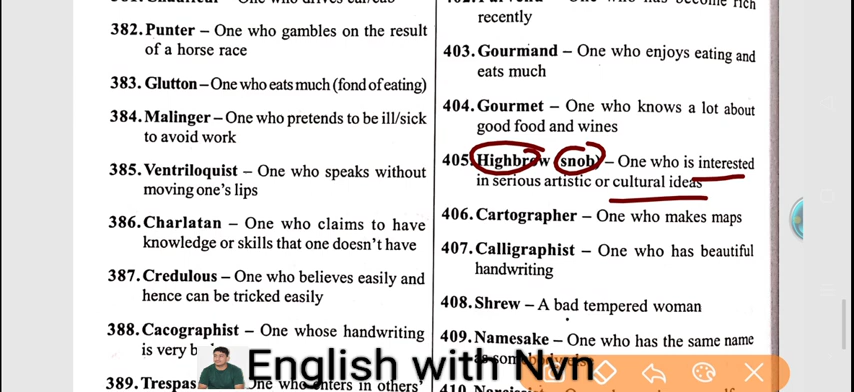 382. Punter – One who gambles on the result
of a horse race
383. Glutton – One who eats much (fond of eating)
384. Malinger – One who pretends to be ill/sick
to avoid work
385. Ventriloquist – One who speaks without
moving one's lips
386. Charlatan – One who claims to have
knowledge or skills that one doesn't have
387. Credulous – One who believes easily and
hence can be tricked easily
388. Cacographist – One whose handwriting
is very
389. Trespas One who enters in others'
recently
403. Gourmand – One who enjoys eating and
eats much
404. Gourmet – One who knows a lot about
good food and wines
405. Highbrow (snob) – One who is interested
in serious artistic or cultural ideas
406. Cartographer – One who makes maps
407. Calligraphist – One who has beautiful
handwriting
408. Shrew – A bad tempered woman
409. Namesake – One who has the same name
English with Nvn